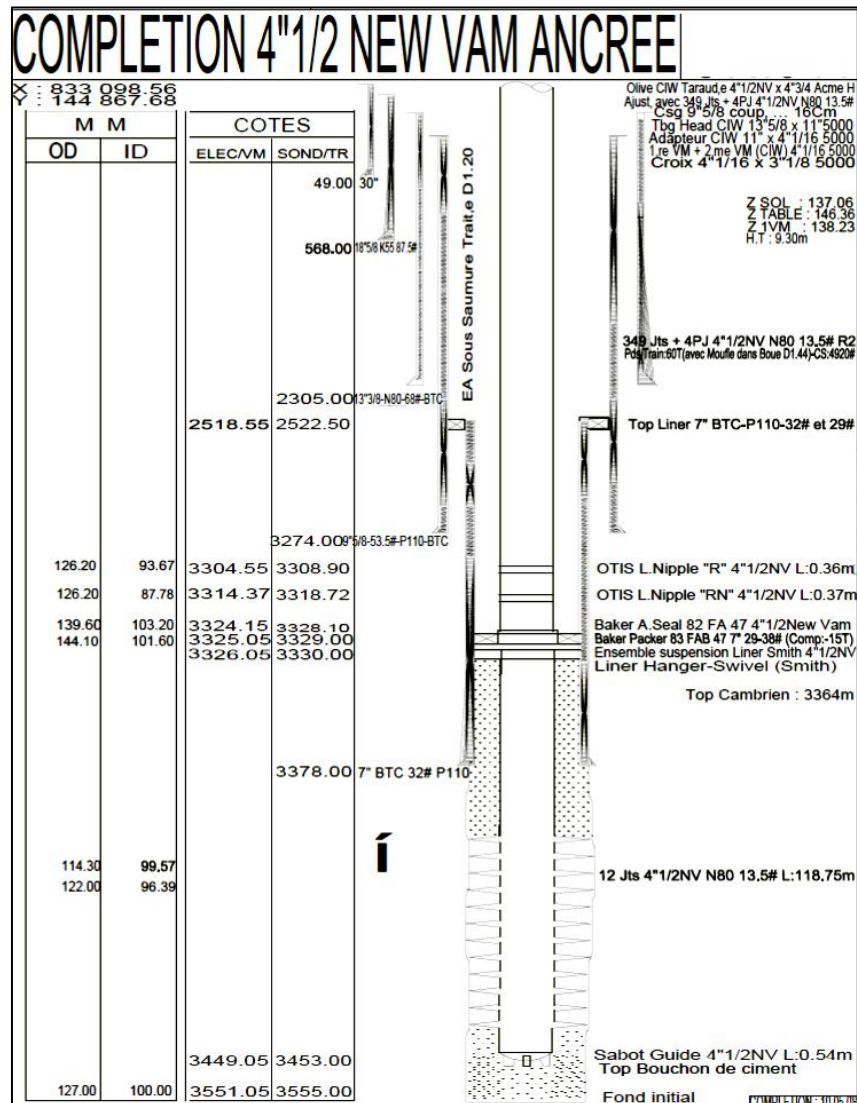 COMPLETION 4"1/2 NEW VAM ANCREE
X : 833 098.56
Y : 144 867.68
Olive CIW Taraud,e 4"1/2NV x 4"3/4 Acme H
Ajust, avec 349 Jts + 4PJ 4"1/2NV N80 13.5#
Csg 9"5/8 coup, ... 16Cm
Tbg Head CIW 13"5/8 x 11"5000
Adàpteur CIW 11" x 4"1/16 5000
1,re VM + 2,me VM (CIW) 4"1/16 5000
Croix 4"1/16 x 3"1/8 5000
M M
COTES
OD
ID
ELEC/VM
SOND/TR
49.00 30"
568.00 18"5/8 K55 87.5#
EA Sous Saumure Trait,e D1.20
Z SOL : 137.06
Z TABLE : 146.36
Z 1VM : 138.23
H.T : 9.30m
349 Jts + 4PJ 4"1/2NV N80 13.5# R2
Pds/Train:60T(avec Moufle dans Boue D1.44)-CS:4920#
2305.00 13"3/8-N80-68#-BTC
2518.55 2522.50 Top Liner 7" BTC-P110-32# et 29#
3274.00 9"5/8-53.5#-P110-BTC
126.20 93.67 3304.55 3308.90 OTIS L.Nipple "R" 4"1/2NV L:0.36m
126.20 87.78 3314.37 3318.72 OTIS L.Nipple "RN" 4"1/2NV L:0.37m
139.60 103.20 3324.15 3328.10 Baker A.Seal 82 FA 47 4"1/2New Vam
144.10 101.60 3325.05 3329.00 Baker Packer 83 FAB 47 7" 29-38# (Comp:-15T)
3326.05 3330.00 Ensemble suspension Liner Smith 4"1/2NV
Liner Hanger-Swivel (Smith)
Top Cambrien : 3364m
3378.00 7" BTC 32# P110
í
114.30 99,57 12 Jts 4"1/2NV N80 13.5# L:118.75m
122.00 96.39
3449.05 3453.00 Sabot Guide 4"1/2NV L:0.54m
Top Bouchon de ciment
127.00 100.00 3551.05 3555.00 Fond initial